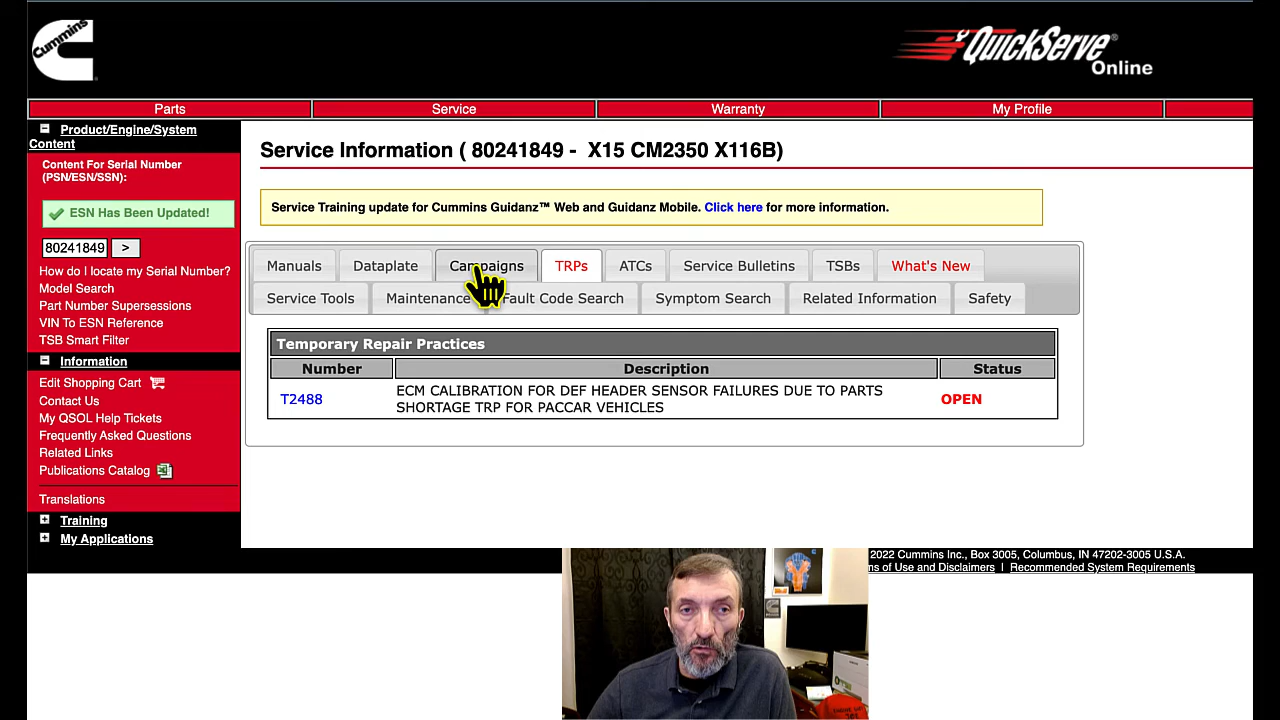 Cummins
QuickServe®
Online
Parts
Service
Warranty
My Profile
Product/Engine/System
Content
Content For Serial Number
(PSN/ESN/SSN):
ESN Has Been Updated!
80241849 >
How do I locate my Serial Number?
Model Search
Part Number Supersessions
VIN To ESN Reference
TSB Smart Filter
Information
Edit Shopping Cart
Contact Us
My QSOL Help Tickets
Frequently Asked Questions
Related Links
Publications Catalog
Translations
Training
My Applications
Service Information ( 80241849 - X15 CM2350 X116B)
Service Training update for Cummins Guidanz™ Web and Guidanz Mobile. Click here for more information.
Manuals Dataplate Campaigns TRPs ATCs Service Bulletins TSBs What's New
Service Tools Maintenance Fault Code Search Symptom Search Related Information Safety
Temporary Repair Practices
Number Description Status
T2488 ECM CALIBRATION FOR DEF HEADER SENSOR FAILURES DUE TO PARTS OPEN
SHORTAGE TRP FOR PACCAR VEHICLES
2022 Cummins Inc., Box 3005, Columbus, IN 47202-3005 U.S.A.
ms of Use and Disclaimers | Recommended System Requirements